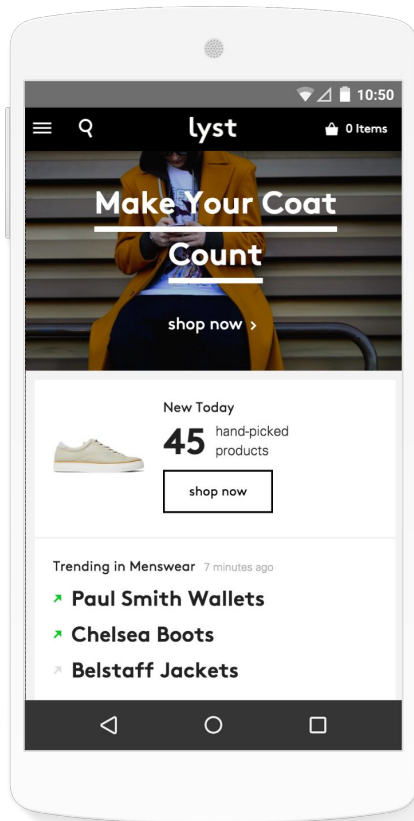 10:50
lyst
0 Items
Make Your Coat
Count
shop now >
New Today
45 hand-picked
products
shop now
Trending in Menswear 7 minutes ago
Paul Smith Wallets
Chelsea Boots
Belstaff Jackets